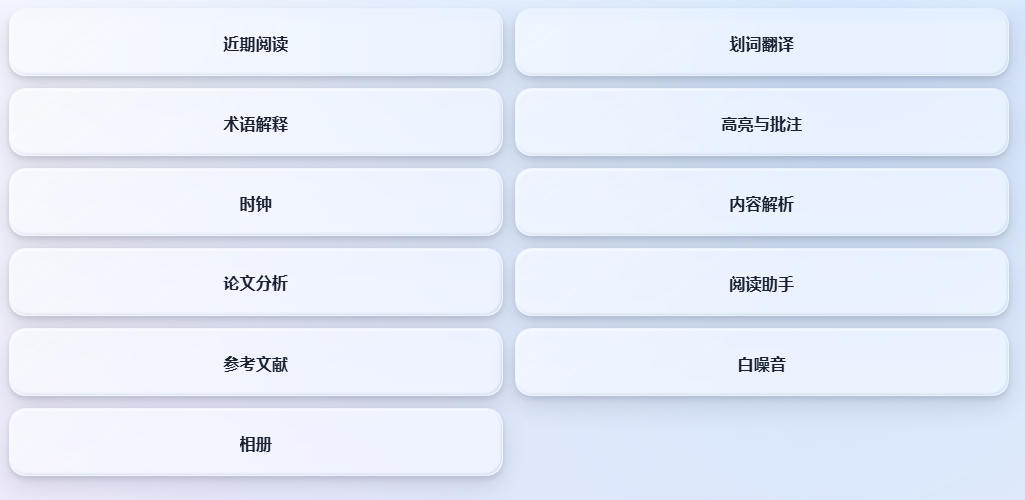 近期阅读
划词翻译
术语解释
高亮与批注
时钟
内容解析
论文分析
阅读助手
参考文献
白噪音
相册